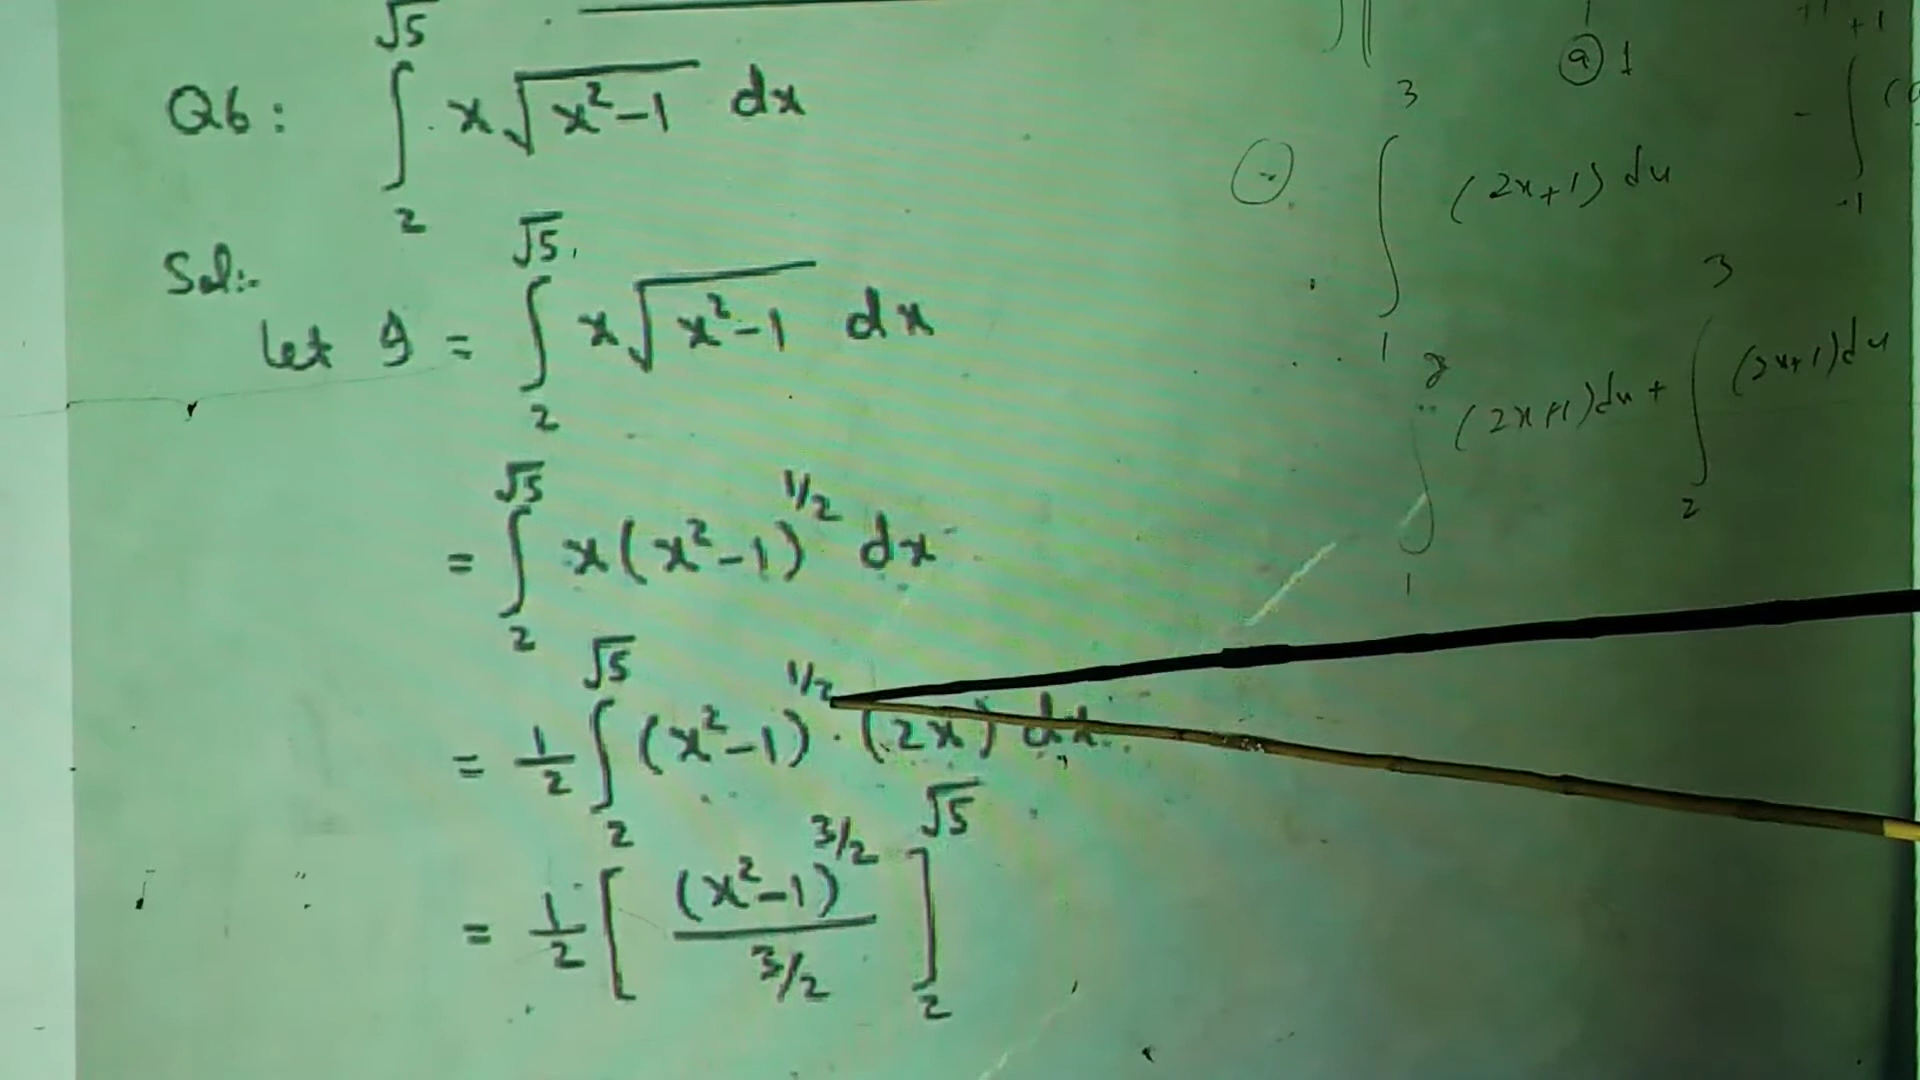 Q6: ∫₂^√5 x√(x²-1) dx
Sol:-
let I = ∫₂^√5 x√(x²-1) dx
= ∫₂^√5 x(x²-1)^1/2 dx
= 1/2 ∫₂^√5 (x²-1)^1/2 · (2x) dx
= 1/2 [ (x²-1)^3/2 / 3/2 ]₂^√5
ⓐ 1
∫₁³ (2x+1) dx
(2x+1)dx + ∫₂³ (2x+1)dx